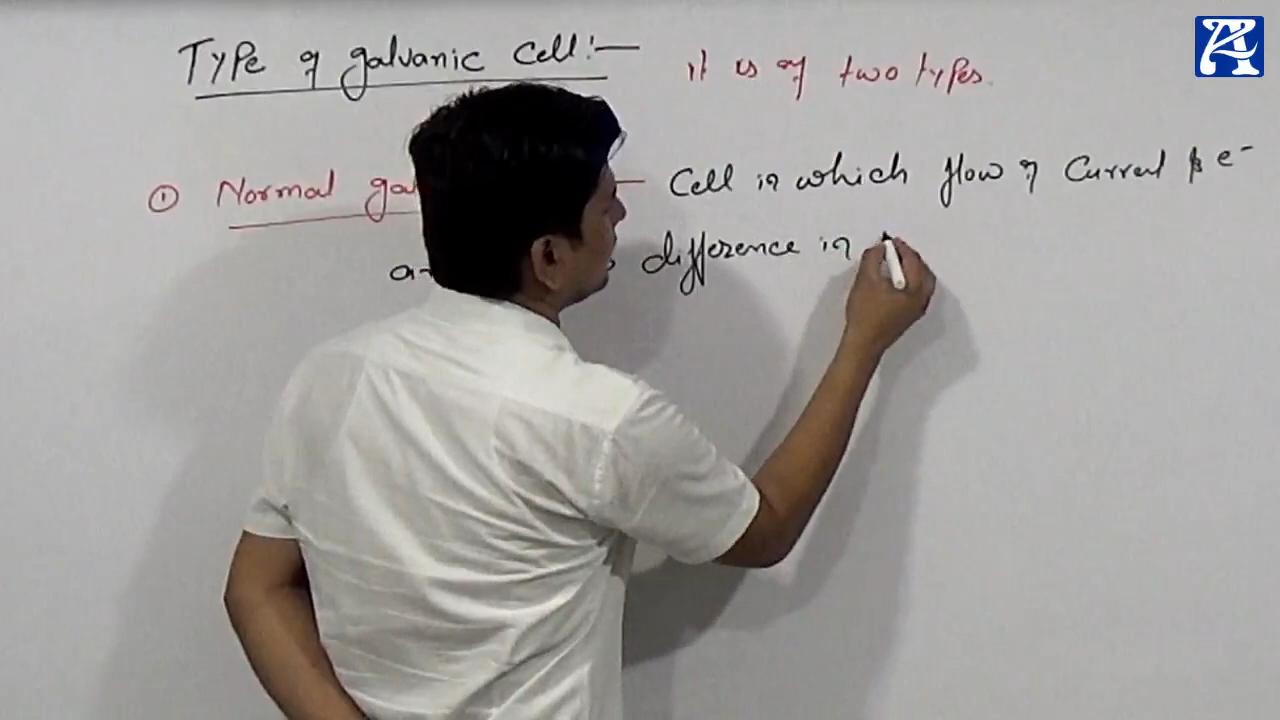 Type of galvanic Cell:—
it is of two types.
① Normal gal — Cell in which flow of Current & e⁻
difference in